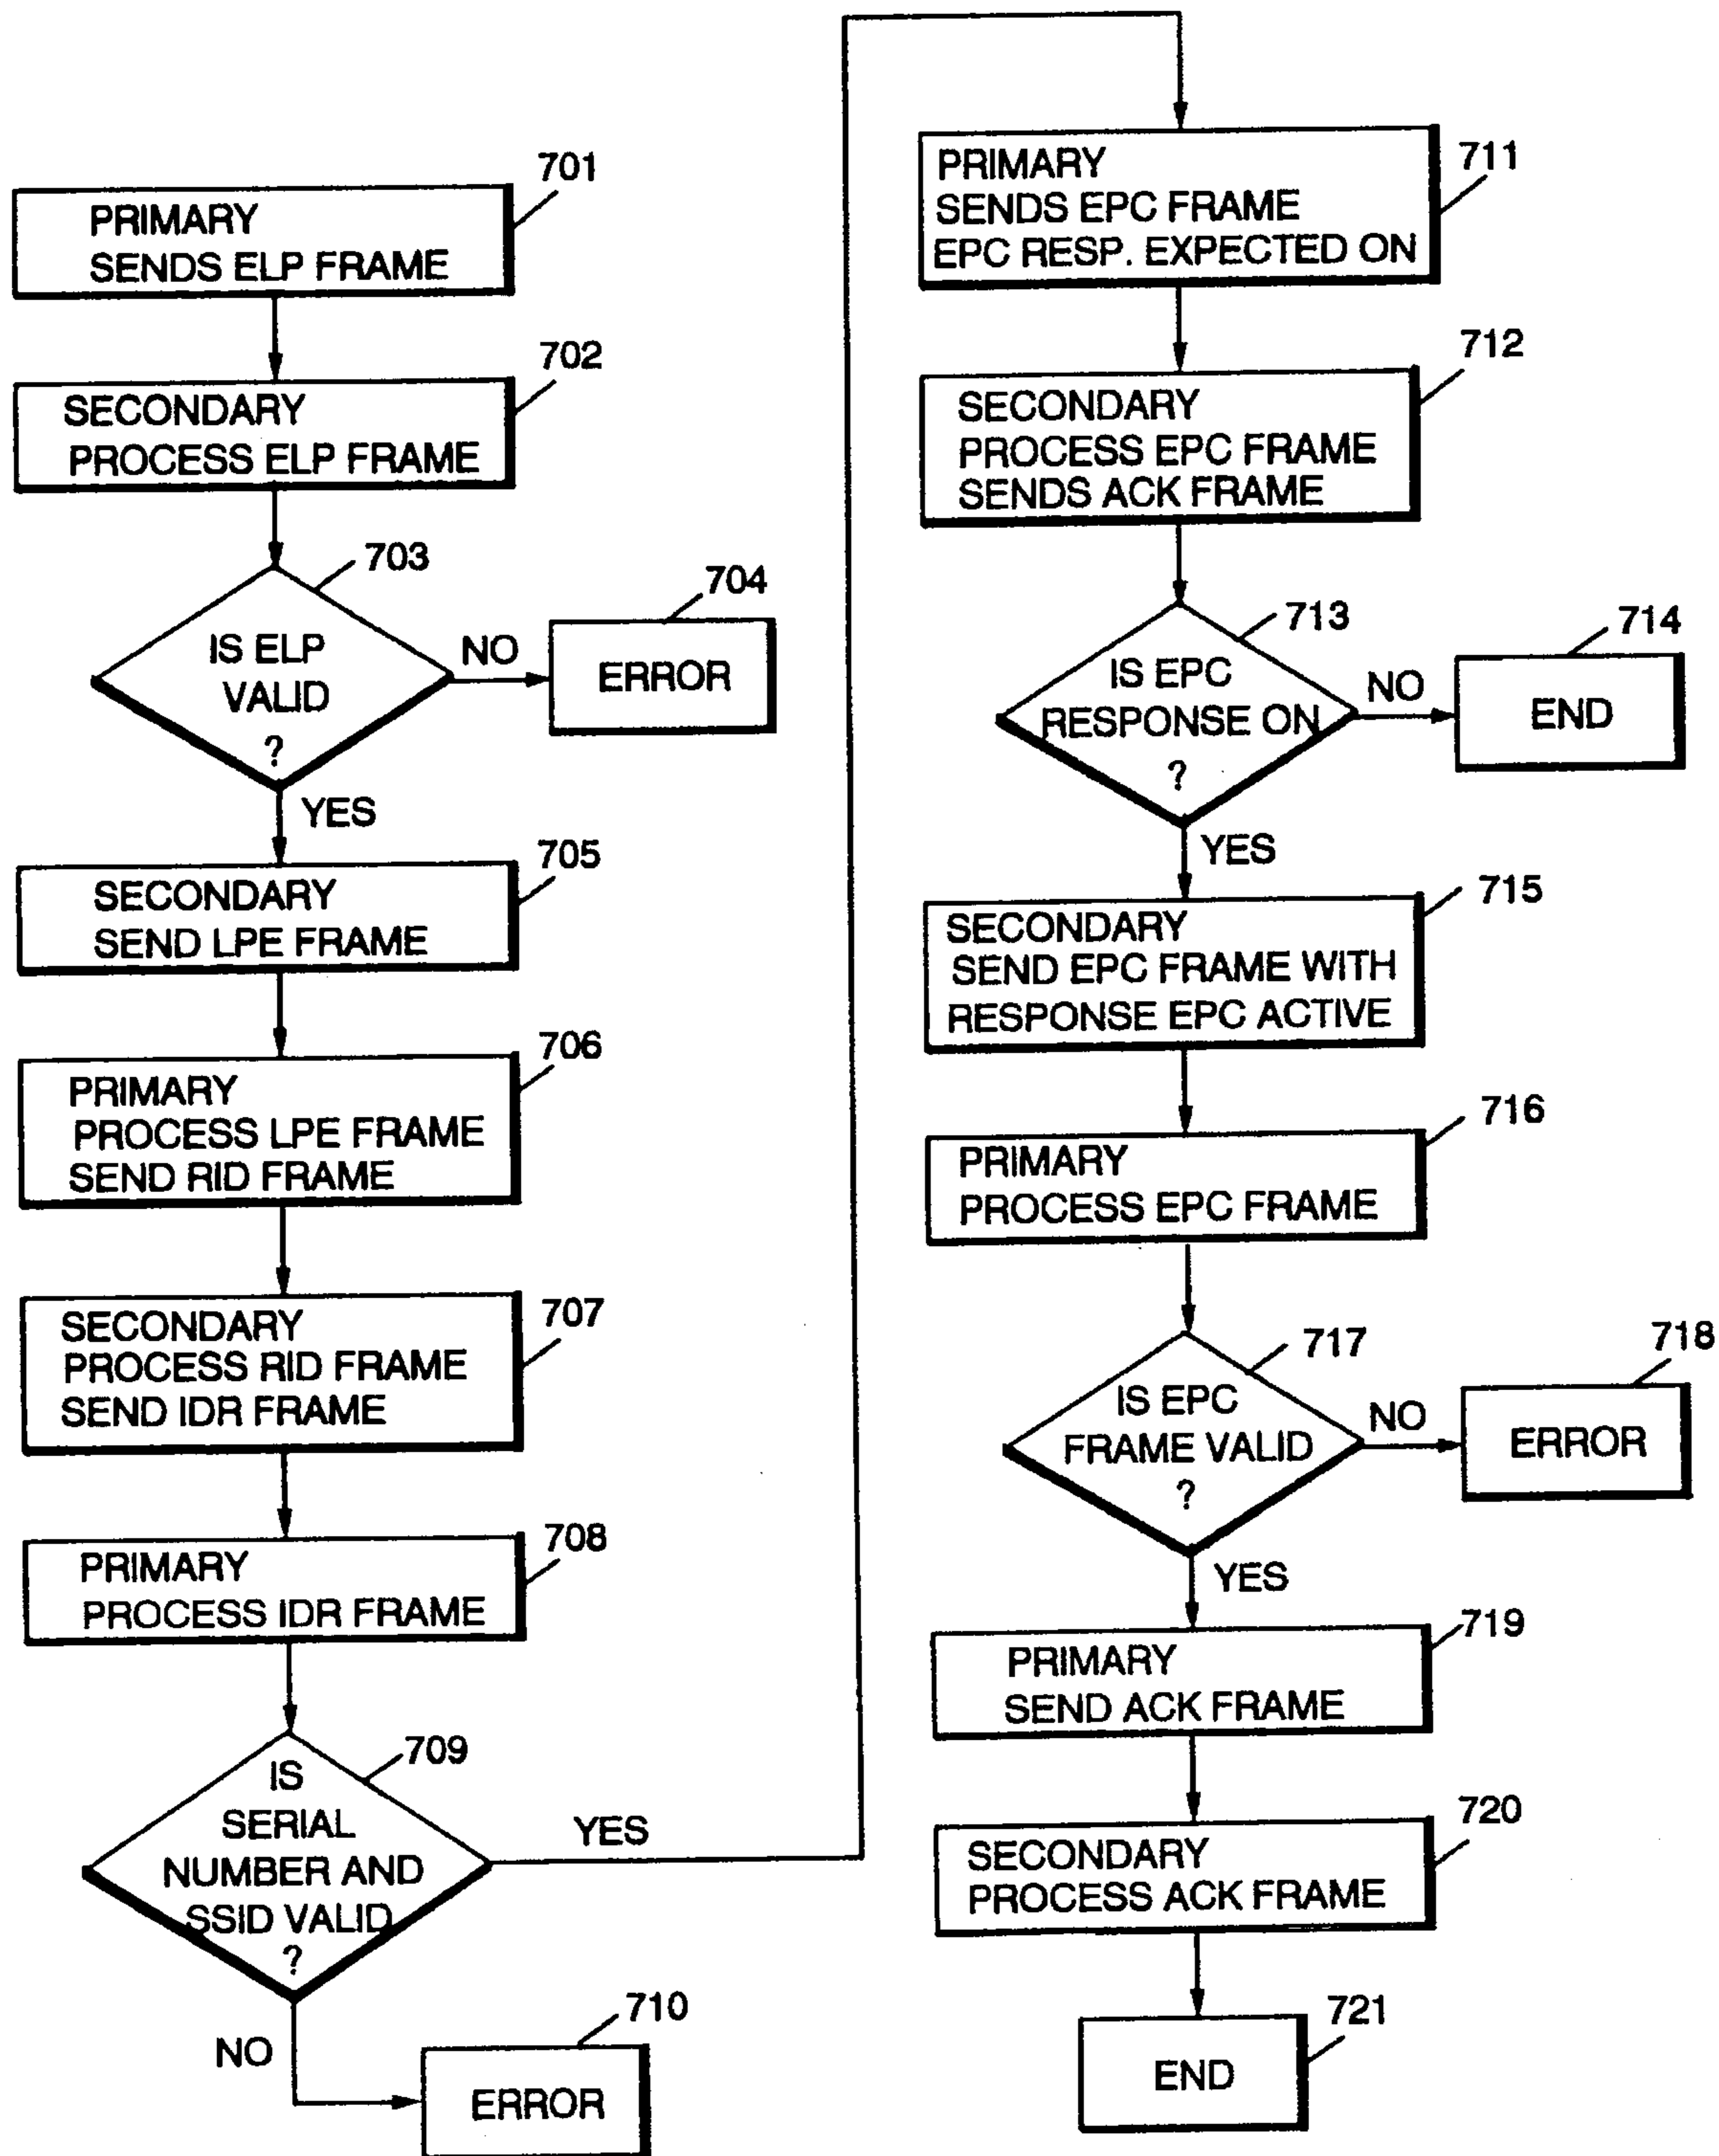 701
PRIMARY
SENDS ELP FRAME
702
SECONDARY
PROCESS ELP FRAME
703
IS ELP
VALID
?
NO
704
ERROR
YES
705
SECONDARY
SEND LPE FRAME
706
PRIMARY
PROCESS LPE FRAME
SEND RID FRAME
707
SECONDARY
PROCESS RID FRAME
SEND IDR FRAME
708
PRIMARY
PROCESS IDR FRAME
709
IS
SERIAL
NUMBER AND
SSID VALID
?
YES
NO
710
ERROR
711
PRIMARY
SENDS EPC FRAME
EPC RESP. EXPECTED ON
712
SECONDARY
PROCESS EPC FRAME
SENDS ACK FRAME
713
IS EPC
RESPONSE ON
?
NO
714
END
YES
715
SECONDARY
SEND EPC FRAME WITH
RESPONSE EPC ACTIVE
716
PRIMARY
PROCESS EPC FRAME
717
IS EPC
FRAME VALID
?
NO
718
ERROR
YES
719
PRIMARY
SEND ACK FRAME
720
SECONDARY
PROCESS ACK FRAME
721
END